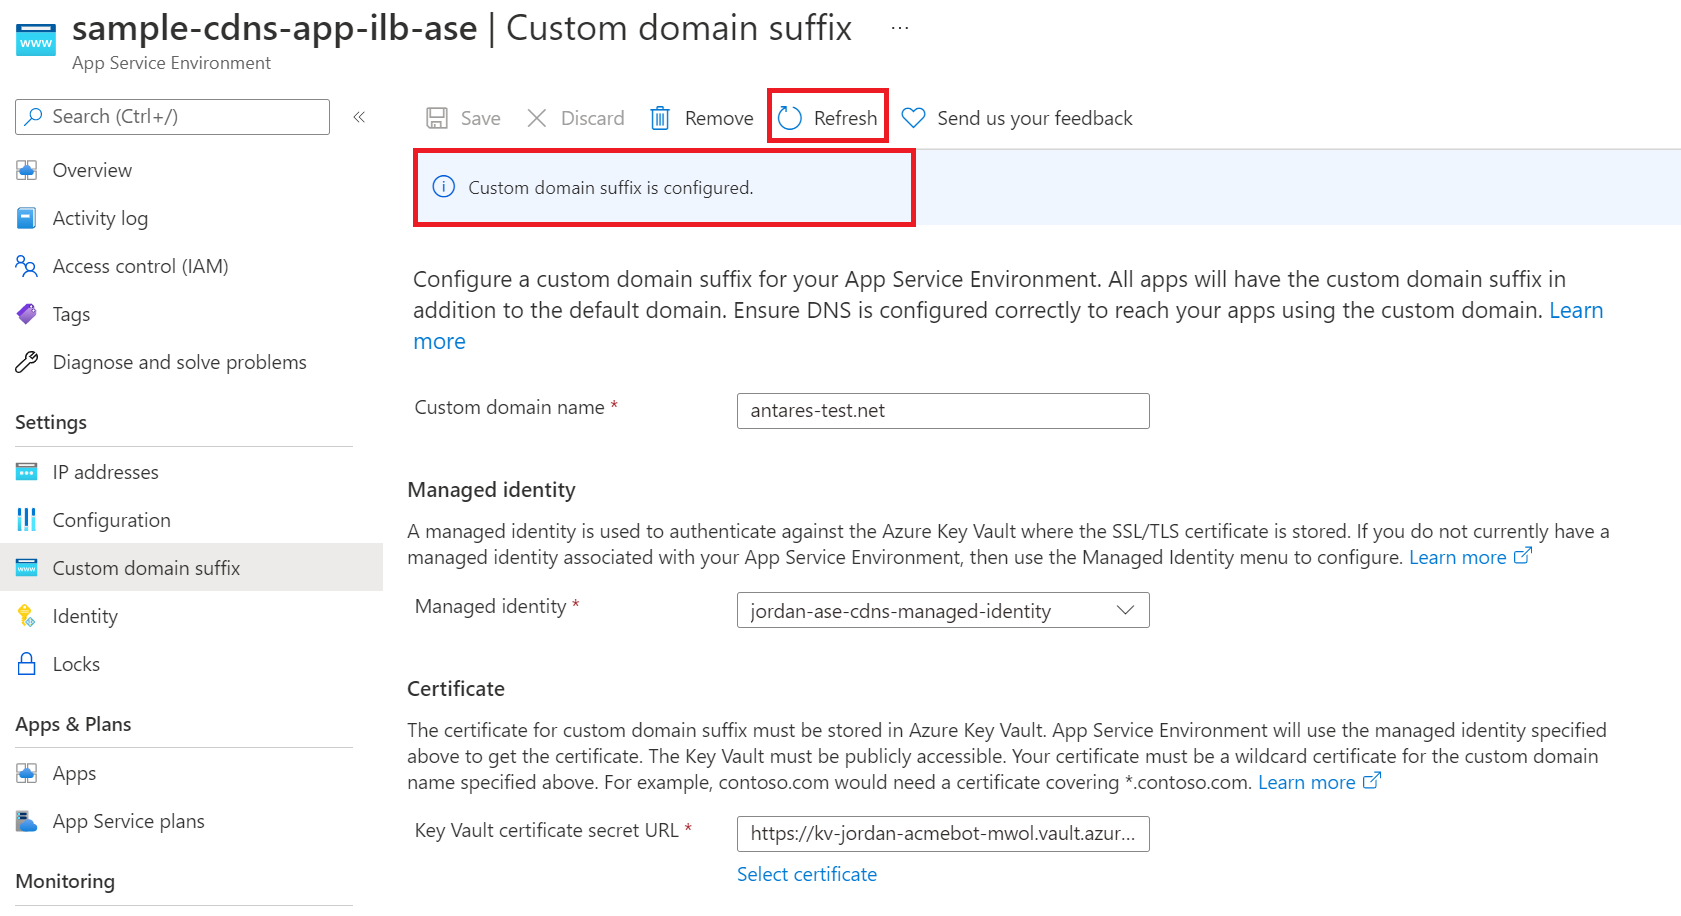 sample-cdns-app-ilb-ase | Custom domain suffix ...
www
App Service Environment
Search (Ctrl+/)
«
Save
Discard
Remove
Refresh
Send us your feedback
Custom domain suffix is configured.
Overview
Activity log
Access control (IAM)
Tags
Diagnose and solve problems
Settings
IP addresses
Configuration
Custom domain suffix
Identity
Locks
Apps & Plans
Apps
App Service plans
Monitoring
Configure a custom domain suffix for your App Service Environment. All apps will have the custom domain suffix in
addition to the default domain. Ensure DNS is configured correctly to reach your apps using the custom domain. Learn
more
Custom domain name *
antares-test.net
Managed identity
A managed identity is used to authenticate against the Azure Key Vault where the SSL/TLS certificate is stored. If you do not currently have a
managed identity associated with your App Service Environment, then use the Managed Identity menu to configure. Learn more
Managed identity *
jordan-ase-cdns-managed-identity
Certificate
The certificate for custom domain suffix must be stored in Azure Key Vault. App Service Environment will use the managed identity specified
above to get the certificate. The Key Vault must be publicly accessible. Your certificate must be a wildcard certificate for the custom domain
name specified above. For example, contoso.com would need a certificate covering *.contoso.com. Learn more
Key Vault certificate secret URL *
https://kv-jordan-acmebot-mwol.vault.azur...
Select certificate